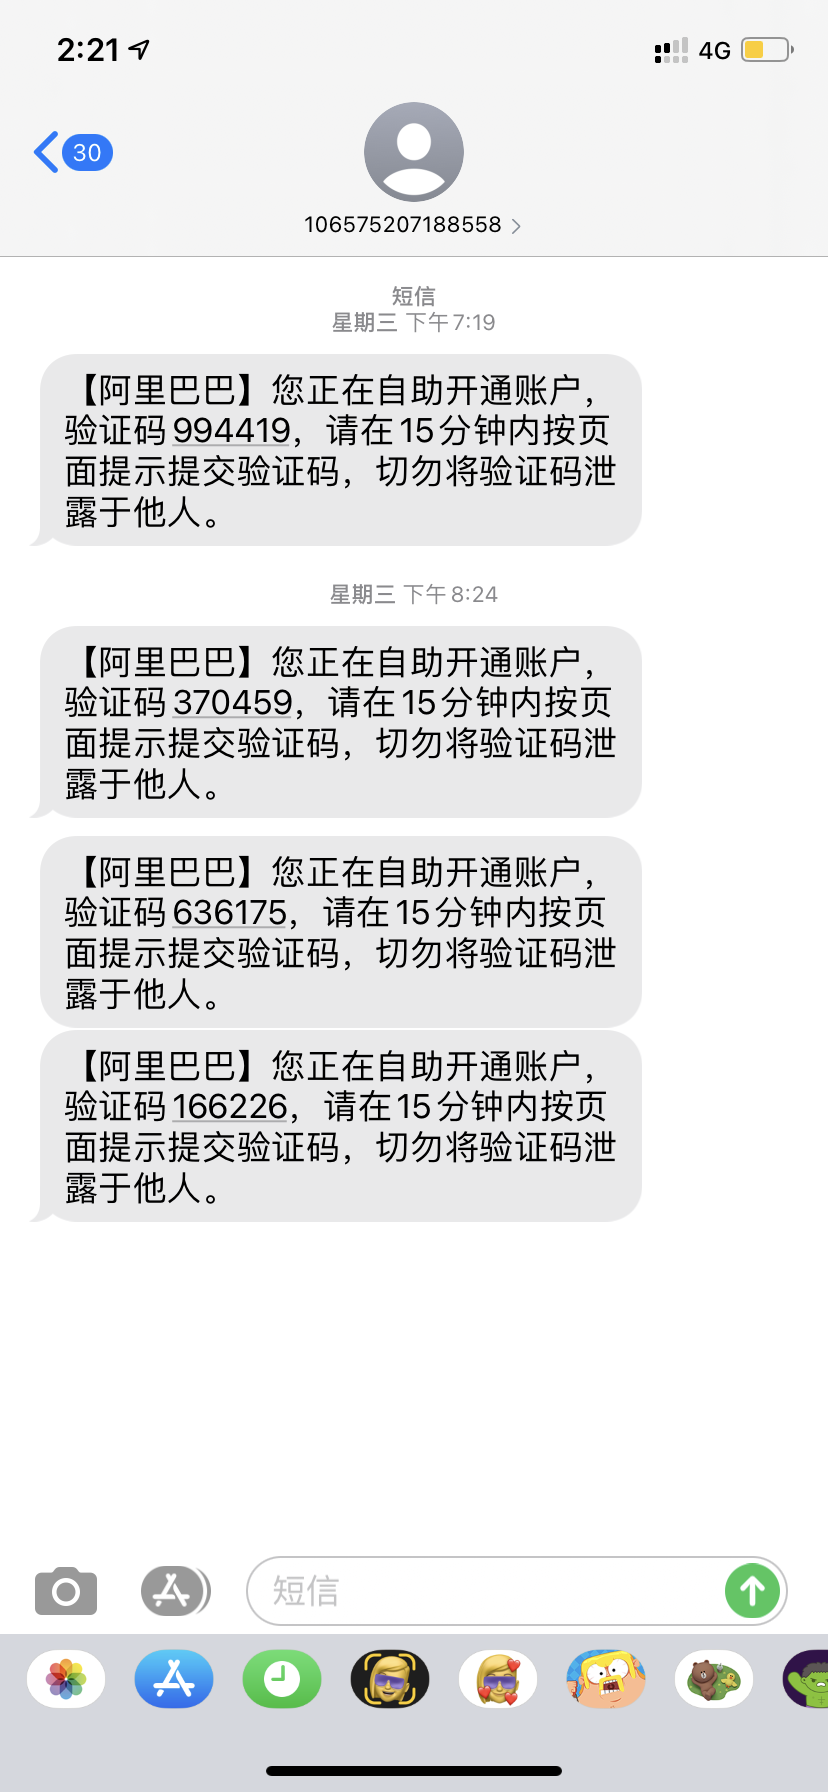 2:21
4G
30
106575207188558
短信
星期三 下午7:19
【阿里巴巴】您正在自助开通账户，
验证码994419，请在15分钟内按页
面提示提交验证码，切勿将验证码泄
露于他人。
星期三 下午8:24
【阿里巴巴】您正在自助开通账户，
验证码370459，请在15分钟内按页
面提示提交验证码，切勿将验证码泄
露于他人。
【阿里巴巴】您正在自助开通账户，
验证码636175，请在15分钟内按页
面提示提交验证码，切勿将验证码泄
露于他人。
【阿里巴巴】您正在自助开通账户，
验证码166226，请在15分钟内按页
面提示提交验证码，切勿将验证码泄
露于他人。
短信